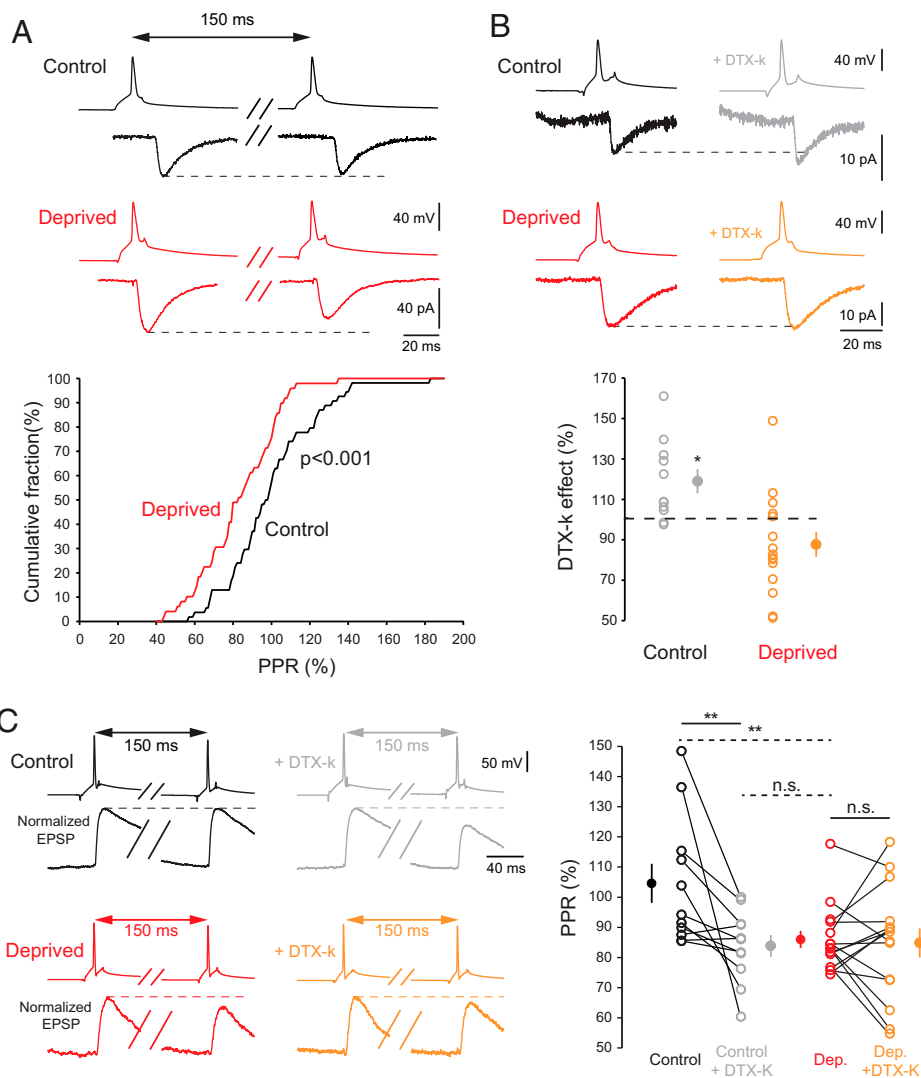 A
150 ms
Control
Deprived
40 mV
40 pA
20 ms
Cumulative fraction(%)
100
90
80
70
60
50
40
30
20
10
0
p<0.001
Deprived
Control
0 20 40 60 80 100 120 140 160 180 200
PPR (%)
B
Control
+ DTX-k
40 mV
10 pA
Deprived
+ DTX-k
40 mV
10 pA
20 ms
DTX-k effect (%)
170
150
130
110
90
70
50
*
Control Deprived
C
Control
150 ms
Normalized
EPSP
+ DTX-k
150 ms
50 mV
40 ms
Deprived
150 ms
Normalized
EPSP
+ DTX-k
150 ms
PPR (%)
150
140
130
120
110
100
90
80
70
60
50
**
**
n.s.
n.s.
Control
Control
+ DTX-K
Dep.
Dep.
+DTX-K